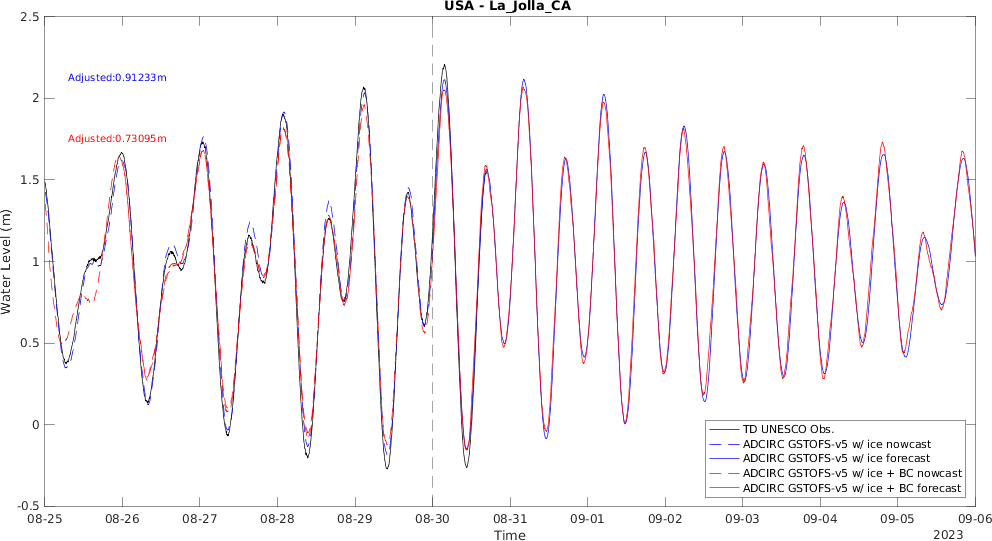 USA - La_Jolla_CA
2.5
2
1.5
1
0.5
0
-0.5
Water Level (m)
Adjusted:0.91233m
Adjusted:0.73095m
TD UNESCO Obs.
ADCIRC GSTOFS-v5 w/ ice nowcast
ADCIRC GSTOFS-v5 w/ ice forecast
ADCIRC GSTOFS-v5 w/ ice + BC nowcast
ADCIRC GSTOFS-v5 w/ ice + BC forecast
08-25 08-26 08-27 08-28 08-29 08-30 08-31 09-01 09-02 09-03 09-04 09-05 09-06
Time
2023